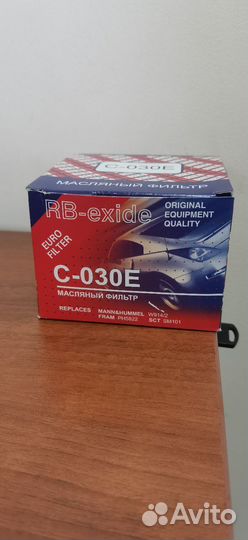 C-030E
МАСЛЯНЫЙ ФИЛЬТР
RB-exide
ORIGINAL
EQUIPMENT
QUALITY
EURO
FILTER
C-030E
МАСЛЯНЫЙ ФИЛЬТР
REPLACES MANN&HUMMEL W914/2
FRAM PH5822 SCT SM101
Avito